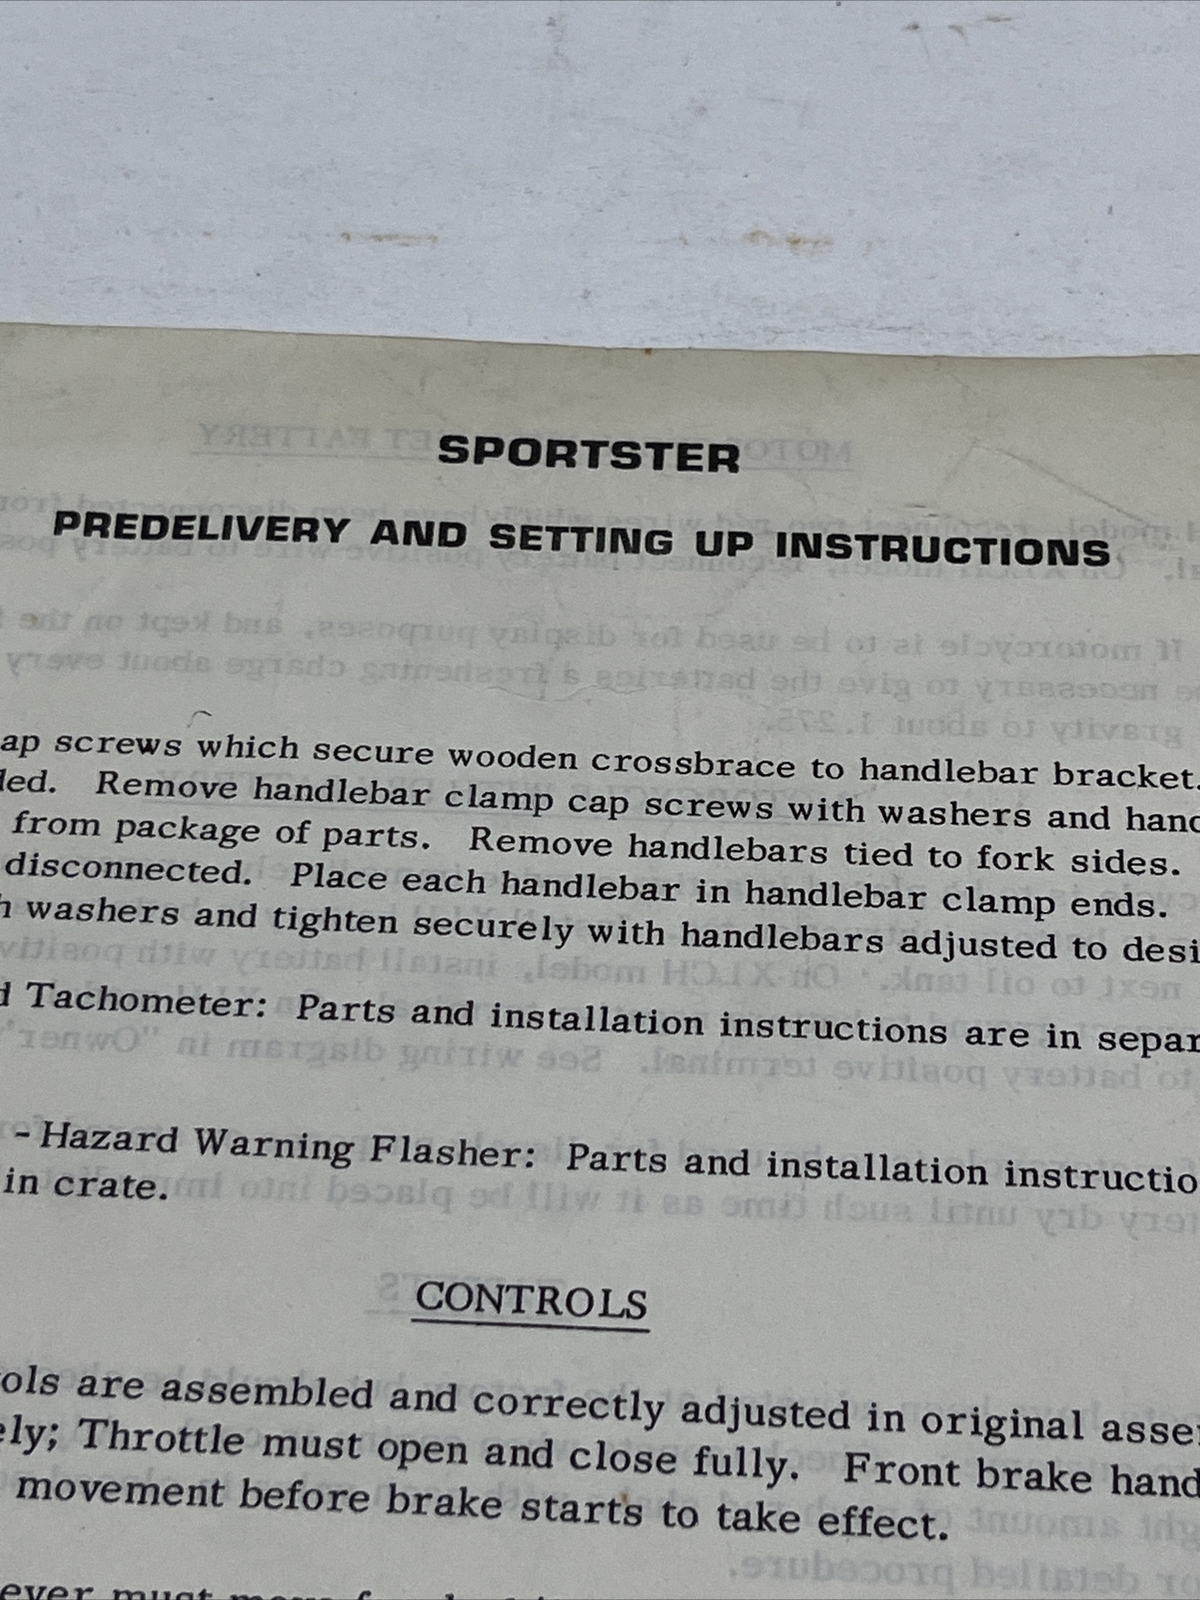 SPORTSTER
PREDELIVERY AND SETTING UP INSTRUCTIONS
ap screws which secure wooden crossbrace to handlebar bracket.
led. Remove handlebar clamp cap screws with washers and hand
from package of parts. Remove handlebars tied to fork sides.
disconnected. Place each handlebar in handlebar clamp ends.
h washers and tighten securely with handlebars adjusted to desi
d Tachometer: Parts and installation instructions are in separ
- Hazard Warning Flasher: Parts and installation instructio
in crate.
CONTROLS
ols are assembled and correctly adjusted in original asse
ely; Throttle must open and close fully. Front brake hand
movement before brake starts to take effect.
ever must